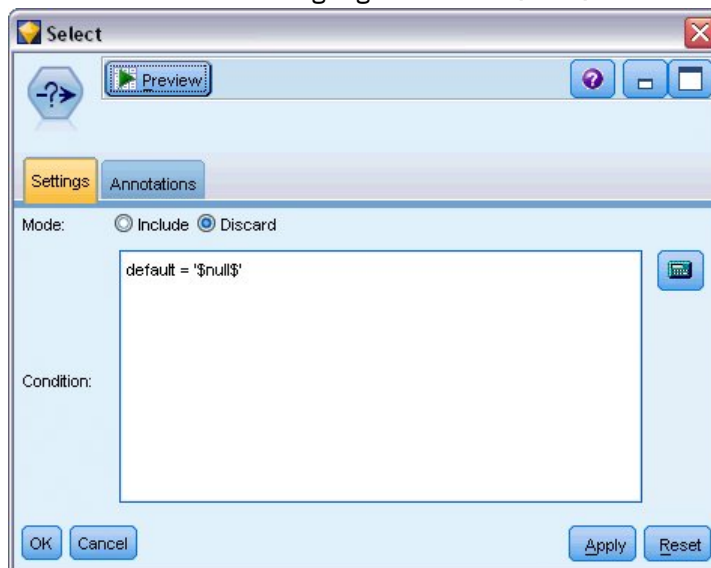 Select
-?->
Preview
?
Settings
Annotations
Mode:
Include
Discard
default = '$null$'
Condition:
OK
Cancel
Apply
Reset